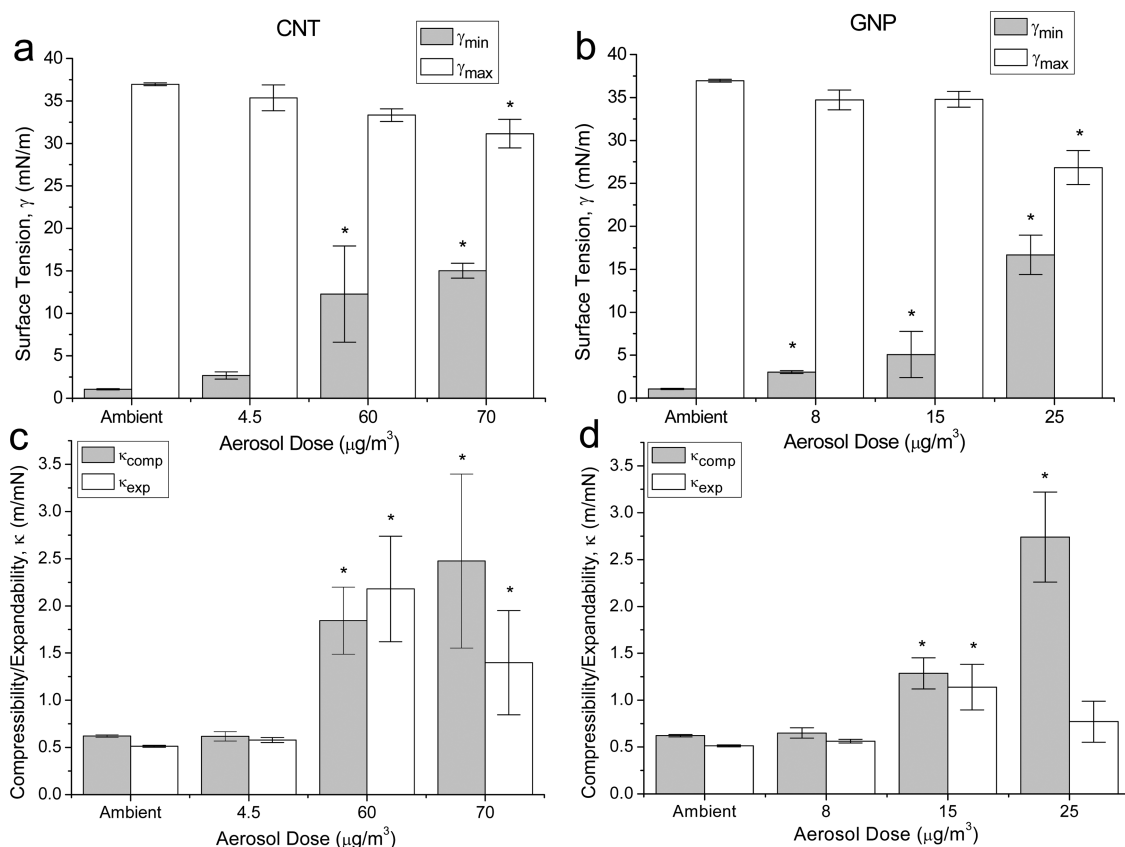 CNT
GNP
a
γmin
γmax
40
35
30
25
20
15
10
5
0
Surface Tension, γ (mN/m)
*
*
*
Ambient
4.5
60
70
Aerosol Dose (μg/m³)
b
γmin
γmax
40
35
30
25
20
15
10
5
0
Surface Tension, γ (mN/m)
*
*
*
*
Ambient
8
15
25
Aerosol Dose (μg/m³)
c
κcomp
κexp
3.5
3.0
2.5
2.0
1.5
1.0
0.5
0.0
Compressibility/Expandability, κ (m/mN)
*
*
*
*
Ambient
4.5
60
70
Aerosol Dose (μg/m³)
d
κcomp
κexp
3.5
3.0
2.5
2.0
1.5
1.0
0.5
0.0
Compressibility/Expandability, κ (m/mN)
*
*
*
Ambient
8
15
25
Aerosol Dose (μg/m³)